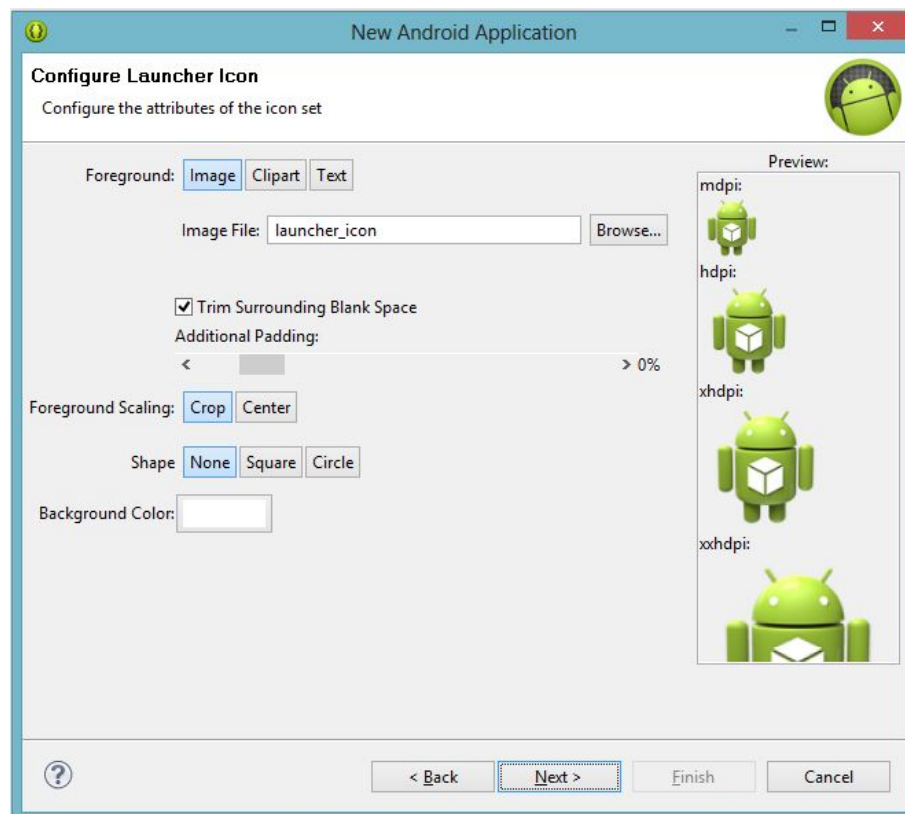 New Android Application
Configure Launcher Icon
Configure the attributes of the icon set
Foreground: Image Clipart Text
Image File: launcher_icon Browse...
Trim Surrounding Blank Space
Additional Padding:
0%
Foreground Scaling: Crop Center
Shape None Square Circle
Background Color:
Preview:
mdpi:
hdpi:
xhdpi:
xxhdpi:
< Back Next > Finish Cancel